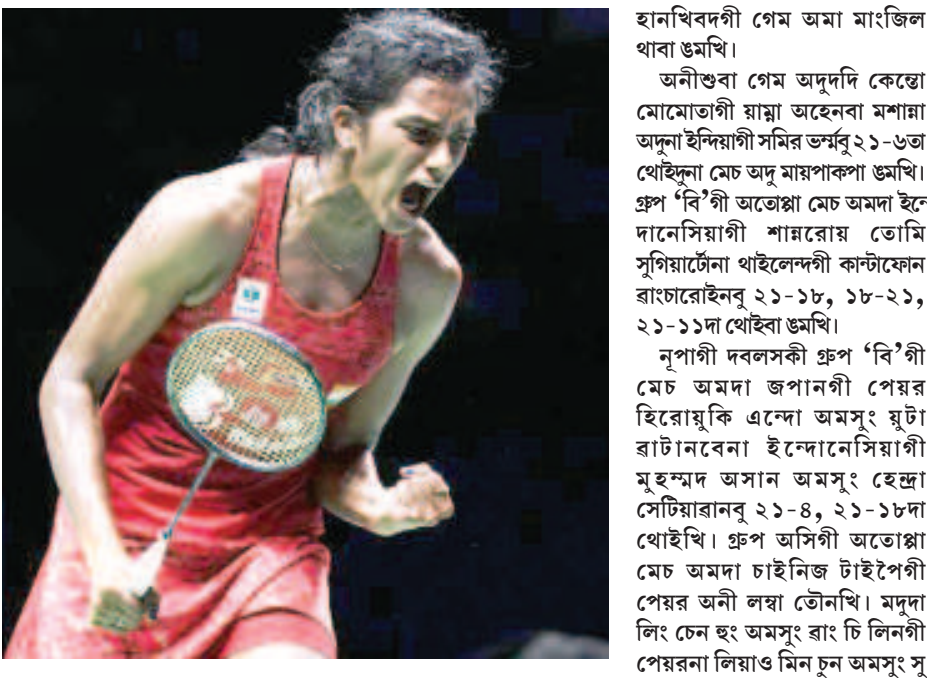 হানখিবদগী গেম অমা মাংজিল
থাবা ঙমখি।
অনীশুবা গেম অদুদদি কেন্তো
মোমোতাগী য়াম্না অহেনবা মশান্না
অদুনা ইন্দিয়াগী সমির ভর্ম্মবু ২১-৬তা
থোইদুনা মেচ অদু মায়পাকপা ঙমখি।
গ্রুপ ‘বি’গী অতোপ্পা মেচ অমদা ইন্দো
দানেসিয়াগী শান্নরোয় তোমি
সুগিয়ার্টোনা থাইলেন্দগী কান্টাফোন
ৱাংচারোইনবু ২১-১৮, ১৮-২১,
২১-১১দা থোইবা ঙমখি।
নূপাগী দবলসকী গ্রুপ ‘বি’গী
মেচ অমদা জপানগী পেয়র
হিরোয়ুকি এন্দো অমসুং য়ুটা
ৱাটানবেনা ইন্দোনেসিয়াগী
মুহম্মদ অসান অমসুং হেন্দ্রা
সেটিয়াৱানবু ২১-৪, ২১-১৮দা
থোইখি। গ্রুপ অসিগী অতোপ্পা
মেচ অমদা চাইনিজ টাইপৈগী
পেয়র অনী লম্বা তৌনখি। মদুদা
লিং চেন হুং অমসুং ৱাং চি লিনগী
পেয়রনা লিয়াও মিন চুন অমসুং সু